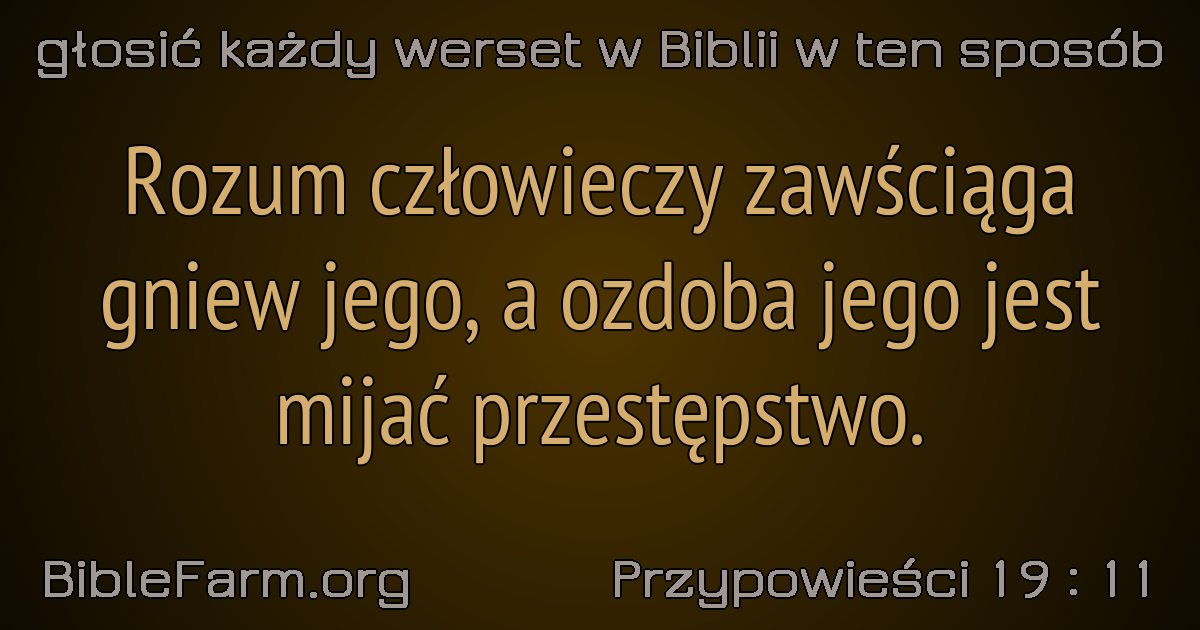 głosić każdy werset w Biblii w ten sposób
Rozum człowieczy zawściąga
gniew jego, a ozdoba jego jest
mijać przestępstwo.
BibleFarm.org
Przypowieści 19 : 11